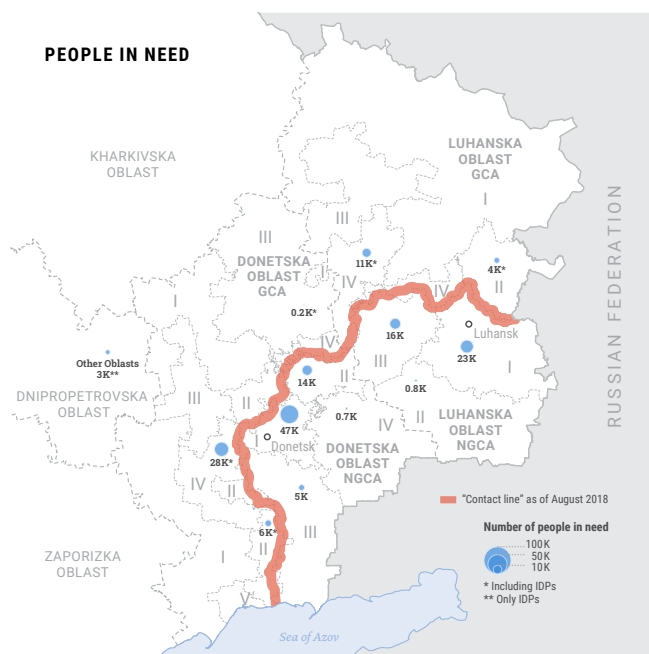 PEOPLE IN NEED
KHARKIVSKA
OBLAST
LUHANSKA
OBLAST
GCA
I
III
III
DONETSKA
OBLAST
GCA
I
11K*
IV
4K*
II
IV
I
0.2K*
RUSSIAN FEDERATION
16K
Luhansk
IV
23K
Other Oblasts
3K**
14K
II
III
I
0.8K
DNIPROPETROVSKA
OBLAST
III
II
47K
0.7K
IV
II
LUHANSKA
OBLAST
NGCA
I
Donetsk
DONETSKA
OBLAST
NGCA
28K*
IV
II
5K
"Contact line" as of August 2018
6K*
III
II
I
ZAPORIZKA
OBLAST
V
Number of people in need
100K
50K
10K
* Including IDPs
** Only IDPs
Sea of Azov